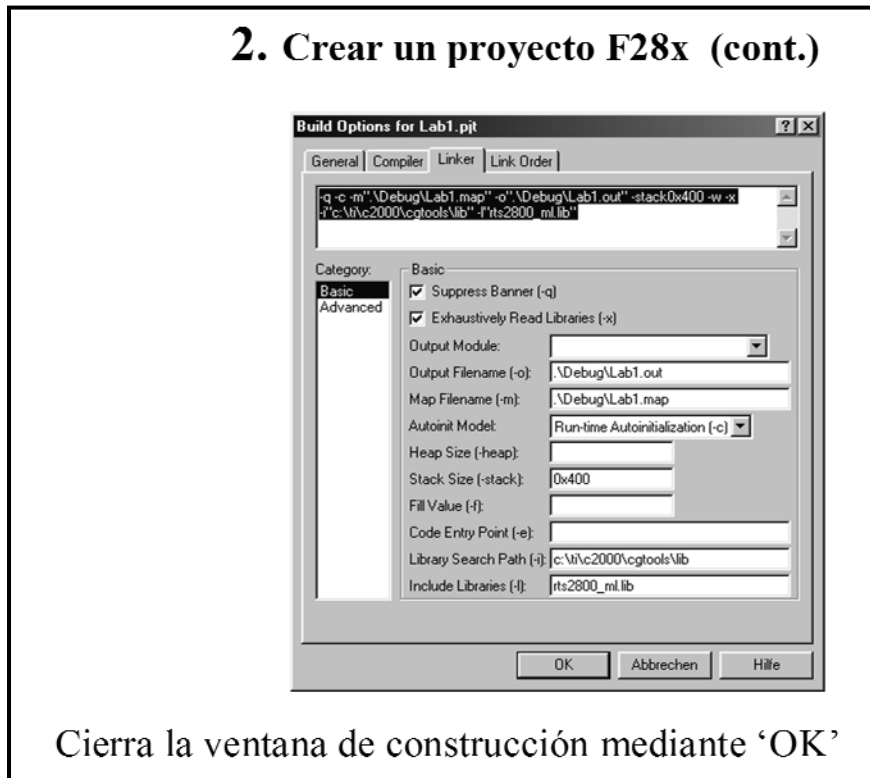 2. Crear un proyecto F28x (cont.)
Build Options for Lab1.pjt
General Compiler Linker Link Order
-q -c -m".\Debug\Lab1.map" -o".\Debug\Lab1.out" -stack0x400 -w -x
-i"c:\ti\c2000\cgtools\lib" -l"rts2800_ml.lib"
Category:
Basic
Advanced
Basic
Suppress Banner (-q)
Exhaustively Read Libraries (-x)
Output Module:
Output Filename (-o): .\Debug\Lab1.out
Map Filename (-m): .\Debug\Lab1.map
Autoinit Model: Run-time Autoinitialization (-c)
Heap Size (-heap):
Stack Size (-stack): 0x400
Fill Value (-f):
Code Entry Point (-e):
Library Search Path (-i): c:\ti\c2000\cgtools\lib
Include Libraries (-l): rts2800_ml.lib
OK Abbrechen Hilfe
Cierra la ventana de construcción mediante ‘OK’